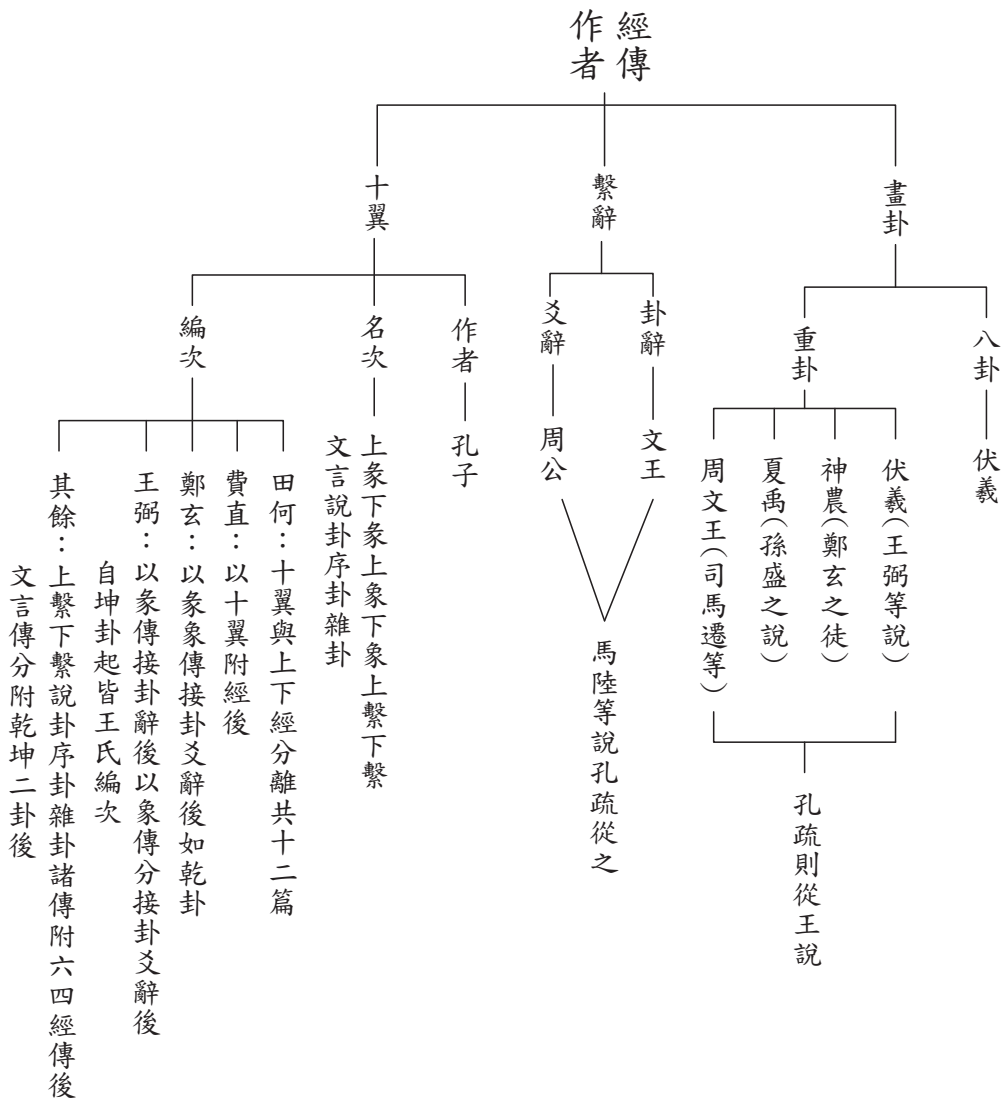 經傳
作者
畫卦
八卦
伏羲
重卦
伏羲(王弼等說)
神農(鄭玄之徒)
夏禹(孫盛之說)
周文王(司馬遷等)
孔疏則從王說
繫辭
卦辭
文王
爻辭
周公
馬陸等說孔疏從之
十翼
作者
孔子
名次
上彖下彖上象下象上繫下繫
文言說卦序卦雜卦
編次
田何：十翼與上下經分離共十二篇
費直：以十翼附經後
鄭玄：以彖象傳接卦爻辭後如乾卦
王弼：以彖傳接卦辭後以象傳分接卦爻辭後
自坤卦起皆王氏編次
其餘：上繫下繫說卦序卦雜卦諸傳附六四經傳後
文言傳分附乾坤二卦後